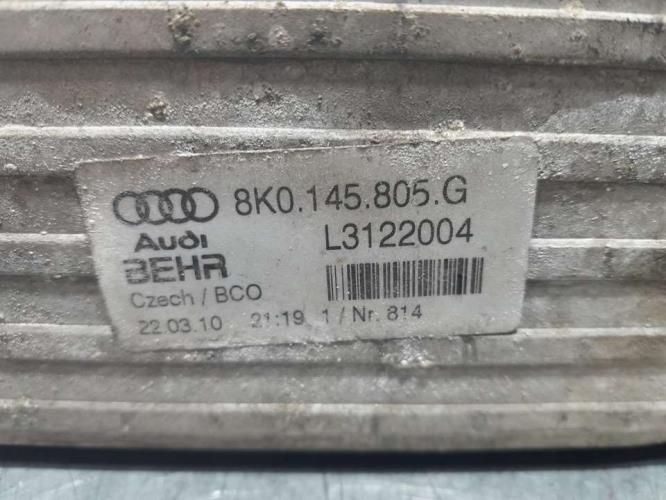 8K0.145.805.G
Audi L3122004
BEHR
Czech / BCO
22.03.10 21:19 1 / Nr. 814